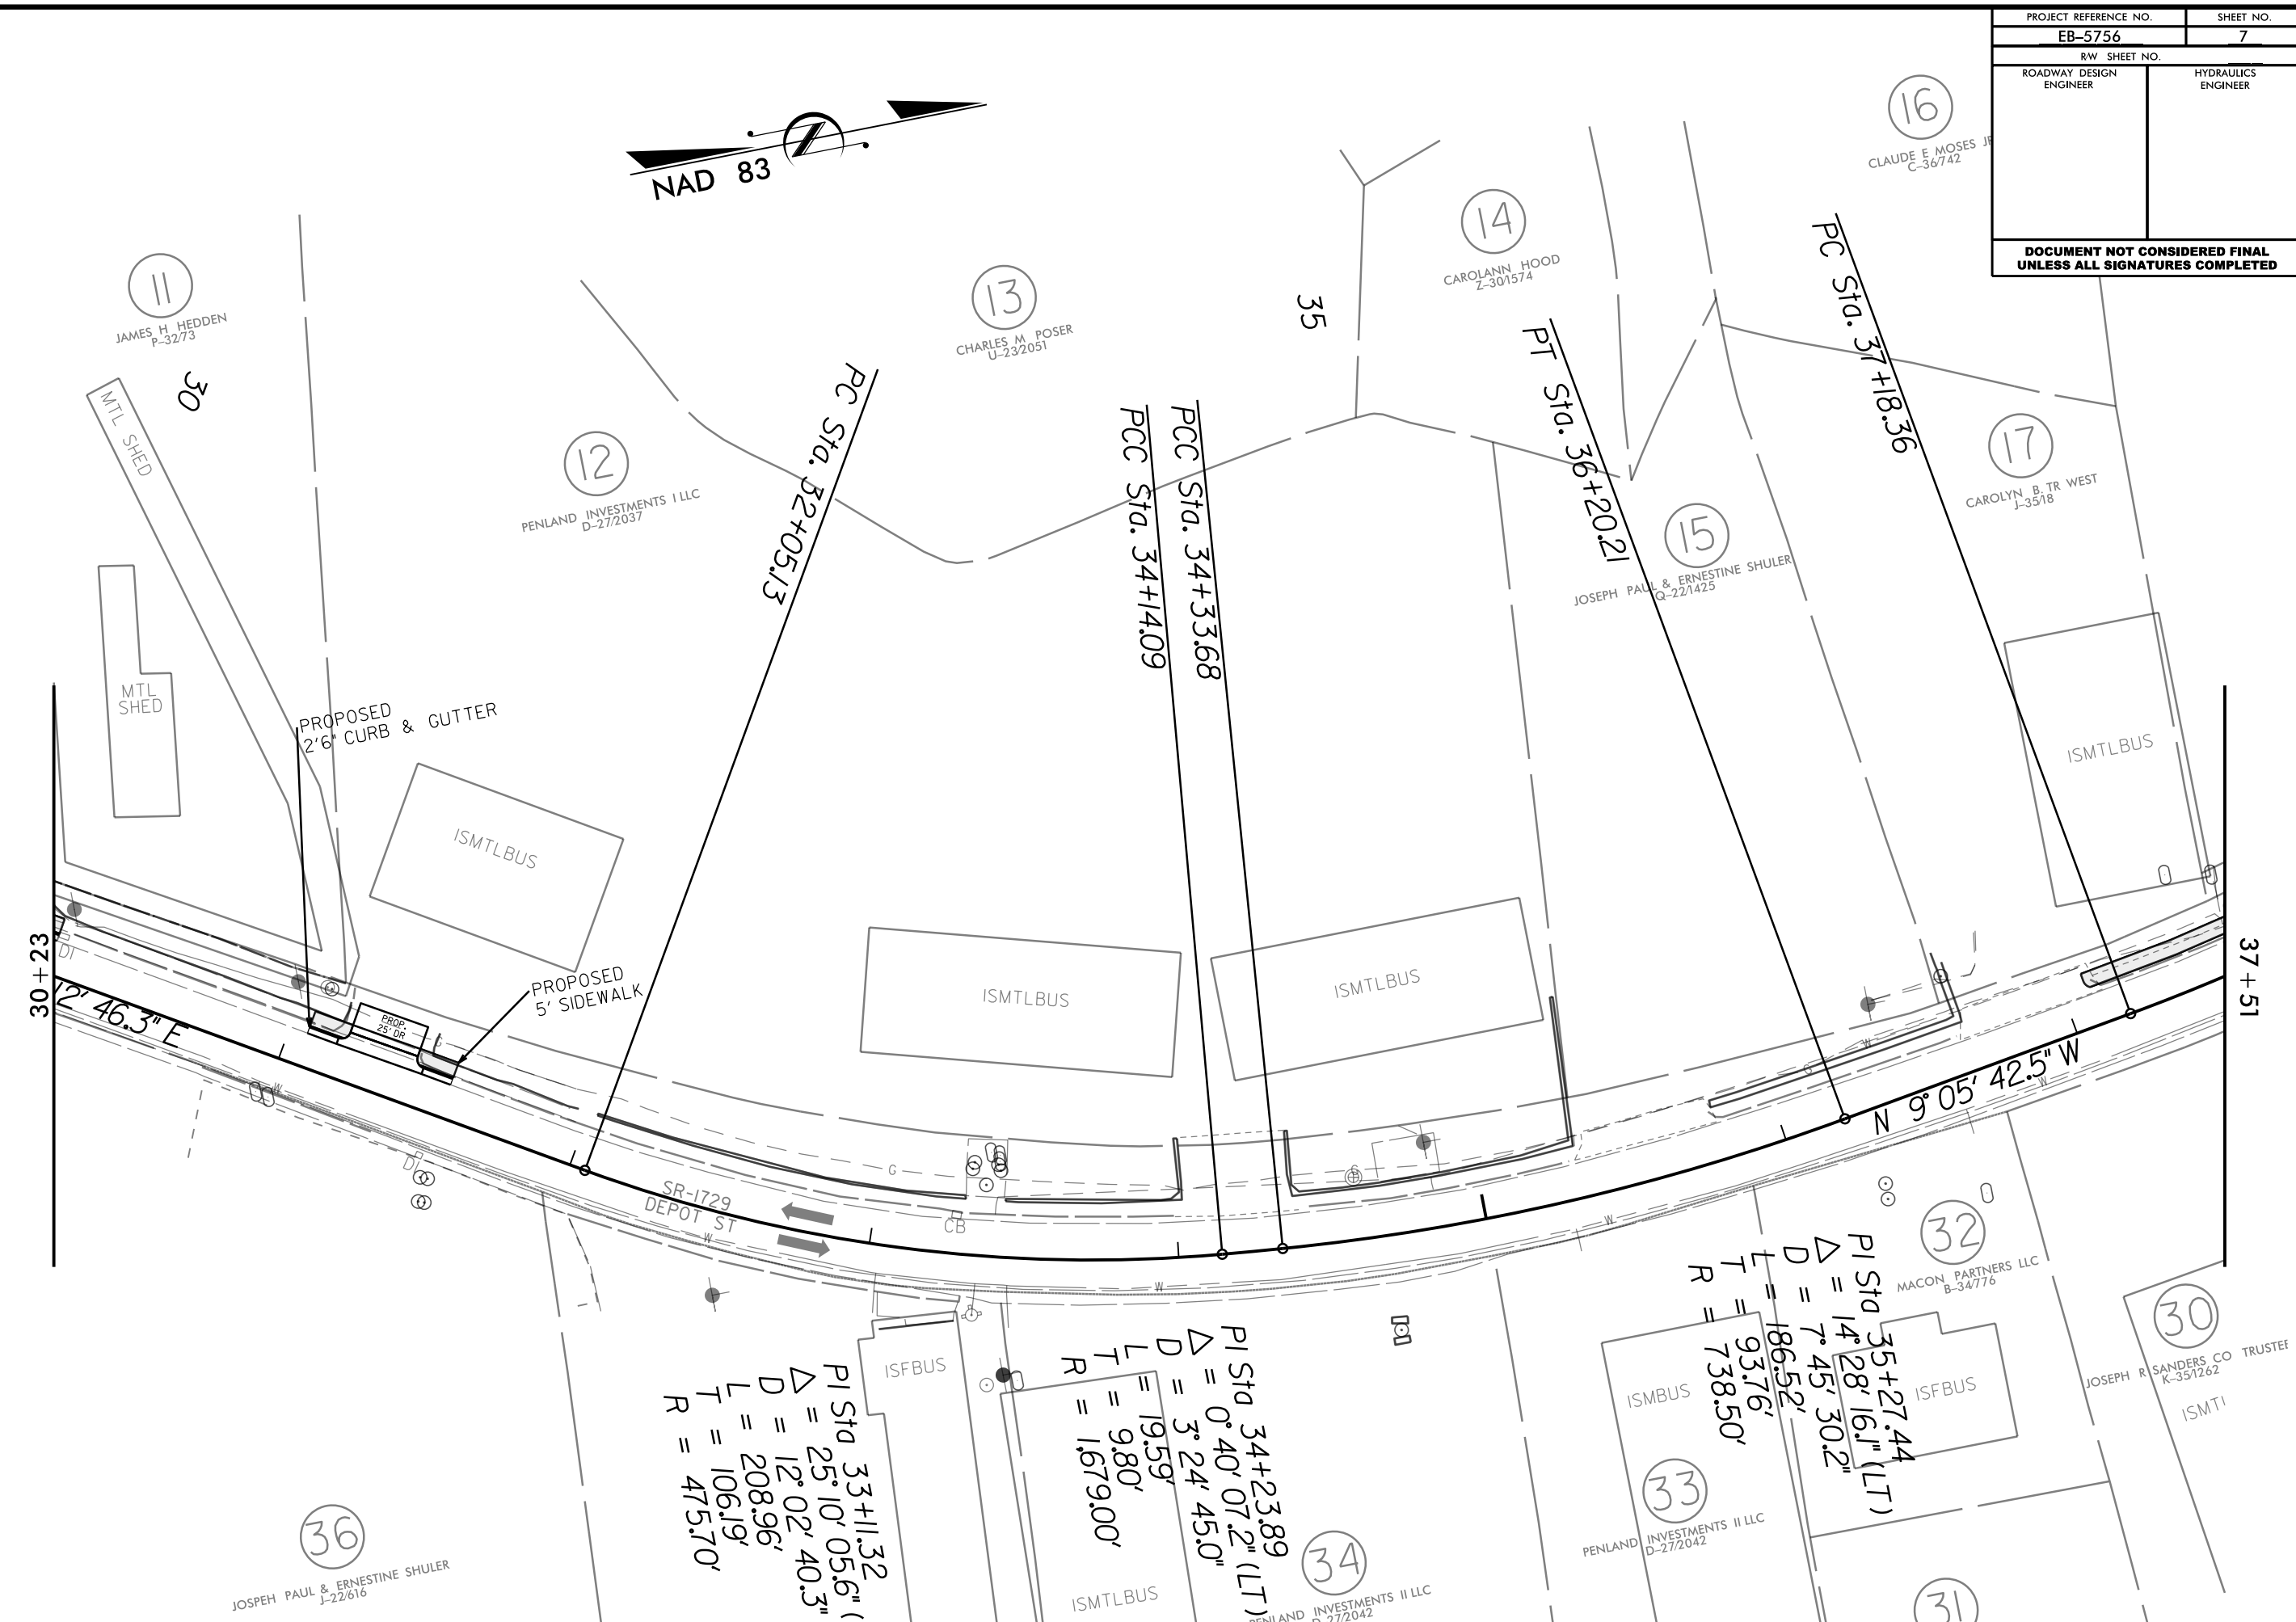 PROJECT REFERENCE NO.
SHEET NO.
EB-5756
7
RW SHEET NO.
ROADWAY DESIGN
ENGINEER
HYDRAULICS
ENGINEER
DOCUMENT NOT CONSIDERED FINAL
UNLESS ALL SIGNATURES COMPLETED
NAD 83
11
JAMES H HEDDEN
P-32/73
30
12
PENLAND INVESTMENTS I LLC
D-27/2037
13
CHARLES M POSER
U-23/2051
35
14
CAROLANN HOOD
Z-30/1574
16
CLAUDE E MOSES
C-36/742
15
JOSEPH PAUL & ERNESTINE SHULER
Q-22/1425
17
CAROLYN B. TR WEST
J-35/18
PC Sta. 32+05.13
PCC Sta. 34+14.09
PCC Sta. 34+33.68
PT Sta. 36+20.21
PC Sta. 37+18.36
MTL SHED
MTL
SHED
PROPOSED
2'6" CURB & GUTTER
ISMTLBUS
ISMTLBUS
ISMTLBUS
ISMTLBUS
PROPOSED
5' SIDEWALK
PROP.
25' DR
30+23
37+51
12' 46.3" E
N 9° 05' 42.5" W
DI
DI
CB
G
G
G
G
W
W
W
W
W
W
SR-1729
DEPOT ST
ISFBUS
ISMTLBUS
ISMBUS
ISFBUS
PI Sta 33+11.32
Δ = 25° 10' 05.6" (
D = 12° 02' 40.3"
L = 208.96'
T = 106.19'
R = 475.70'
PI Sta 34+23.89
Δ = 0° 40' 07.2" (LT)
D = 3° 24' 45.0"
L = 19.59'
T = 9.80'
R = 1,679.00'
PI Sta 35+27.44
Δ = 14° 28' 16.1" (LT)
D = 7° 45' 30.2"
L = 186.52'
T = 93.76'
R = 738.50'
32
MACON PARTNERS LLC
B-34/776
30
JOSEPH R SANDERS CO TRUSTEE
K-35/1262
33
PENLAND INVESTMENTS II LLC
D-27/2042
34
PENLAND INVESTMENTS II LLC
D-27/2042
36
JOSPEH PAUL & ERNESTINE SHULER
J-22/616
31